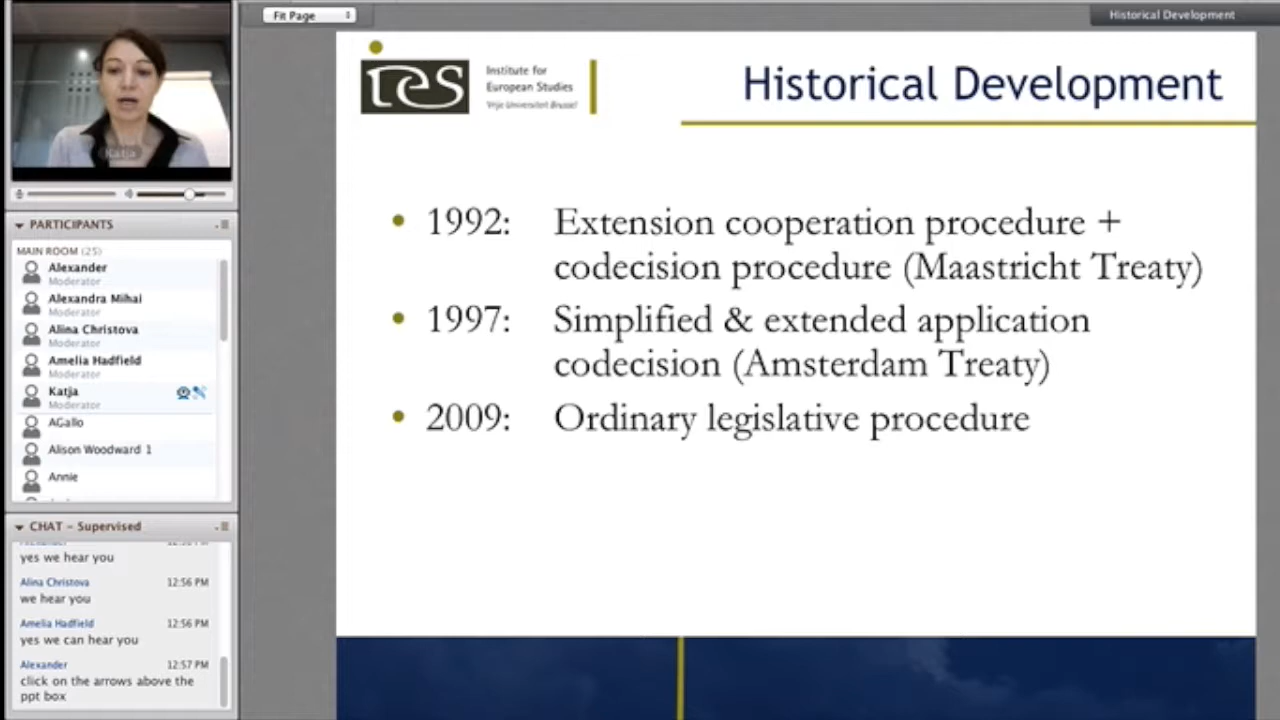 Fit Page
Historical Development
Katja
PARTICIPANTS
MAIN ROOM (25)
Alexander
Moderator
Alexandra Mihai
Moderator
Alina Christova
Moderator
Amelia Hadfield
Moderator
Katja
Moderator
AGallo
Alison Woodward 1
Annie
CHAT – Supervised
yes we hear you
Alina Christova 12:56 PM
we hear you
Amelia Hadfield 12:56 PM
yes we can hear you
Alexander 12:57 PM
click on the arrows above the
ppt box
ies
Institute for
European Studies
Vrije Universiteit Brussel
Historical Development
• 1992: Extension cooperation procedure +
codecision procedure (Maastricht Treaty)
• 1997: Simplified & extended application
codecision (Amsterdam Treaty)
• 2009: Ordinary legislative procedure